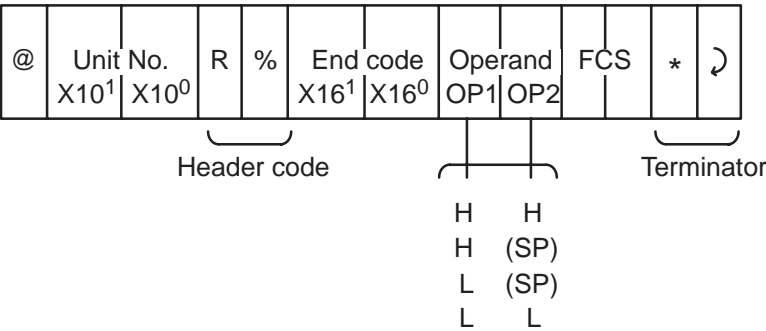 @ Unit No. R % End code Operand FCS * ⤸
X10¹ X10⁰ X16¹ X16⁰ OP1 OP2
Header code Terminator
H H
H (SP)
L (SP)
L L